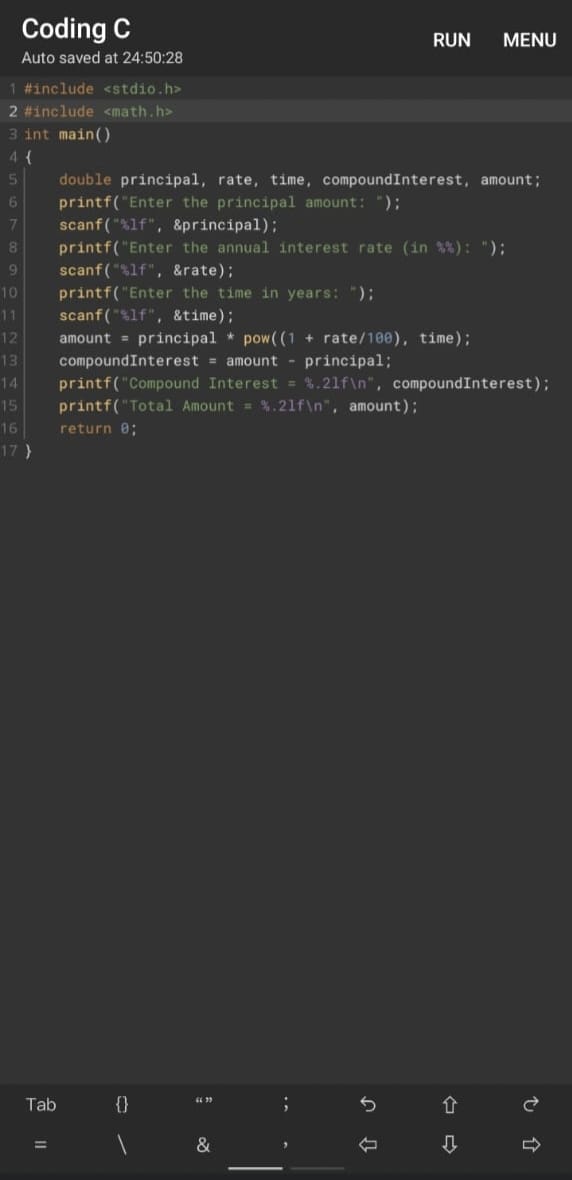 Coding C
Auto saved at 24:50:28
RUN MENU
1 #include <stdio.h>
2 #include <math.h>
3 int main()
4 {
5     double principal, rate, time, compoundInterest, amount;
6     printf("Enter the principal amount: ");
7     scanf("%lf", &principal);
8     printf("Enter the annual interest rate (in %%): ");
9     scanf("%lf", &rate);
10     printf("Enter the time in years: ");
11     scanf("%lf", &time);
12     amount = principal * pow((1 + rate/100), time);
13     compoundInterest = amount - principal;
14     printf("Compound Interest = %.2lf\n", compoundInterest);
15     printf("Total Amount = %.2lf\n", amount);
16     return 0;
17 }
Tab {} “” ;
= \ & ,